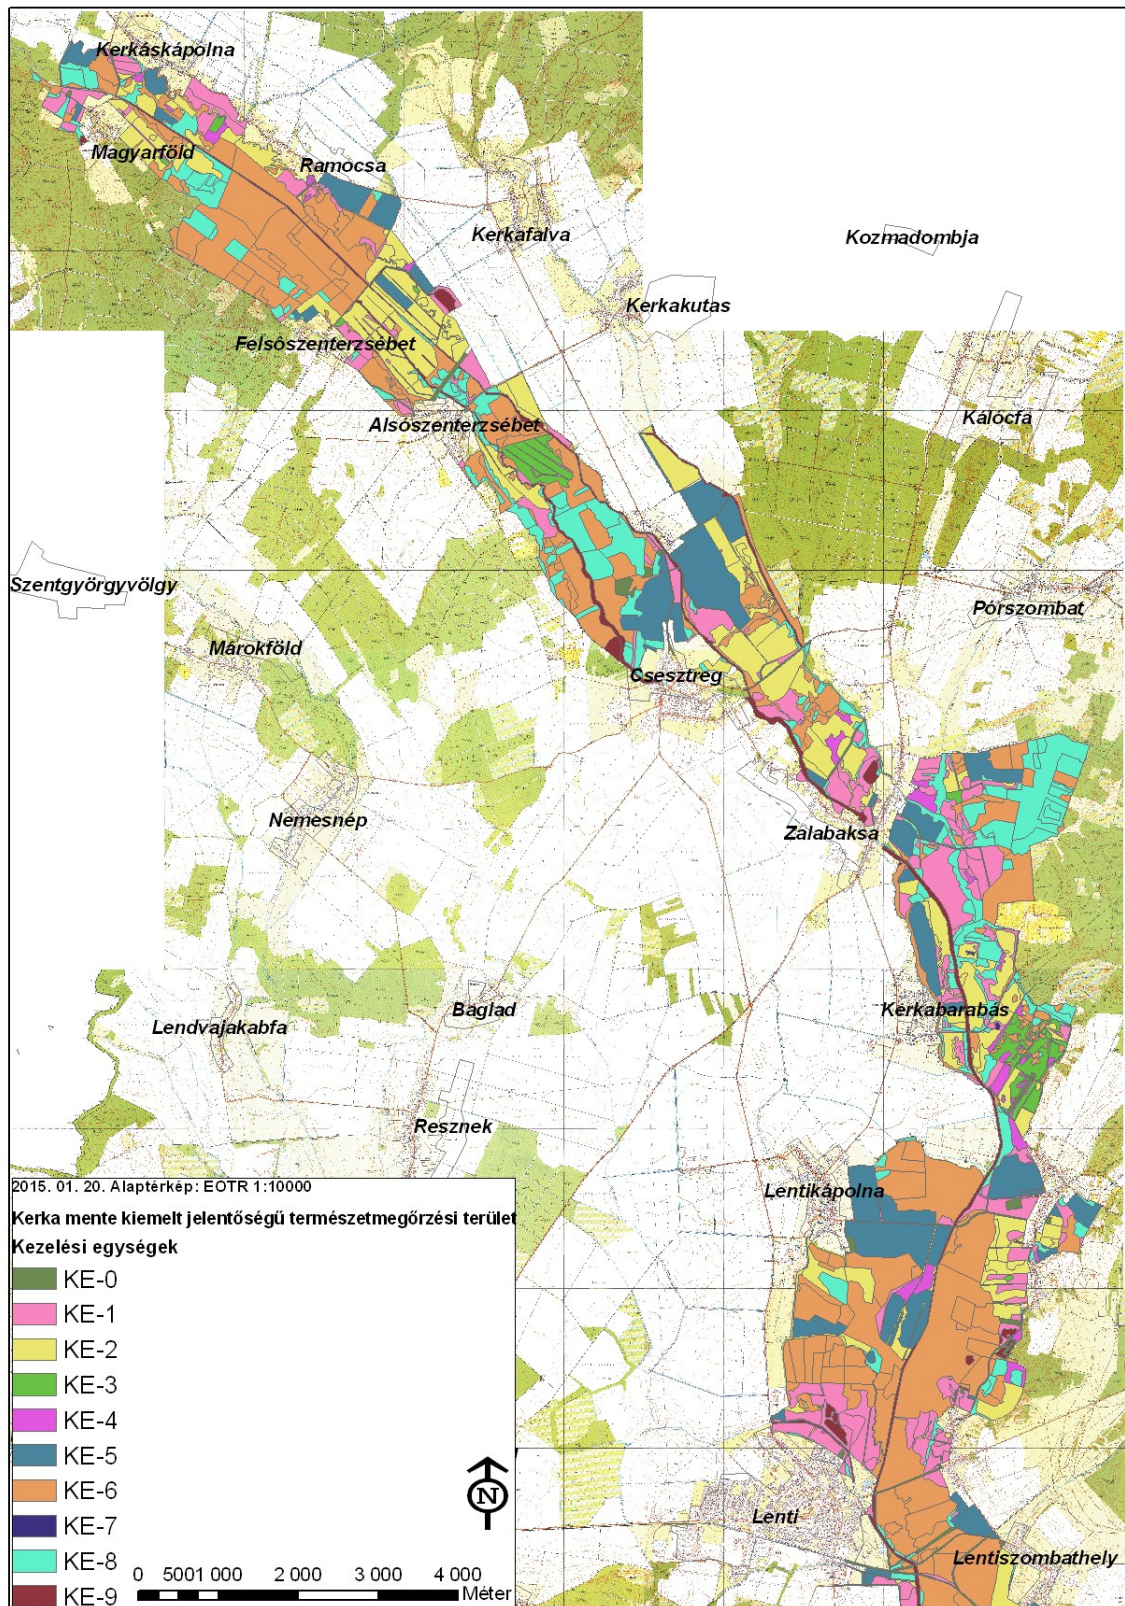 Kerkáskápolna
Magyarföld
Ramocsa
Kerkafalva
Kozmadombja
Kerkakutas
Felsőszenterzsébet
Alsószenterzsébet
Kálócfa
Szentgyörgyvölgy
Pórszombat
Márokföld
Csesztreg
Nemesnép
Zalabaksa
Baglad
Kerkabarabás
Lendvajakabfa
Resznek
Lentikápolna
Lenti
Lentiszombathely
2015. 01. 20. Alaptérkép: EOTR 1:10000
Kerka mente kiemelt jelentőségű természetmegőrzési terület
Kezelési egységek
KE-0
KE-1
KE-2
KE-3
KE-4
KE-5
KE-6
KE-7
KE-8
KE-9
N
0 500 1 000 2 000 3 000 4 000
Méter